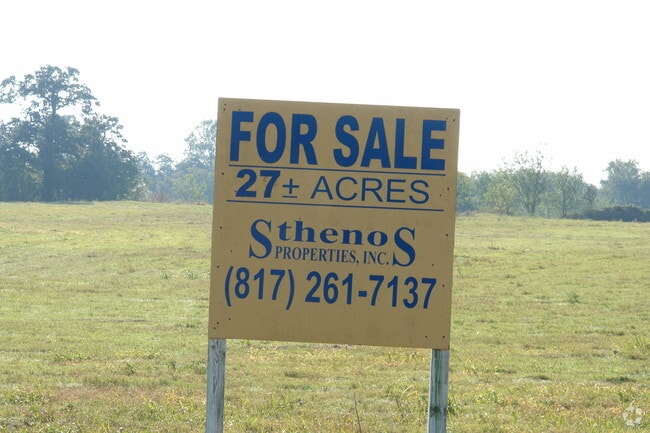 FOR SALE
27± ACRES
SthenoS
PROPERTIES, INC.
(817) 261-7137